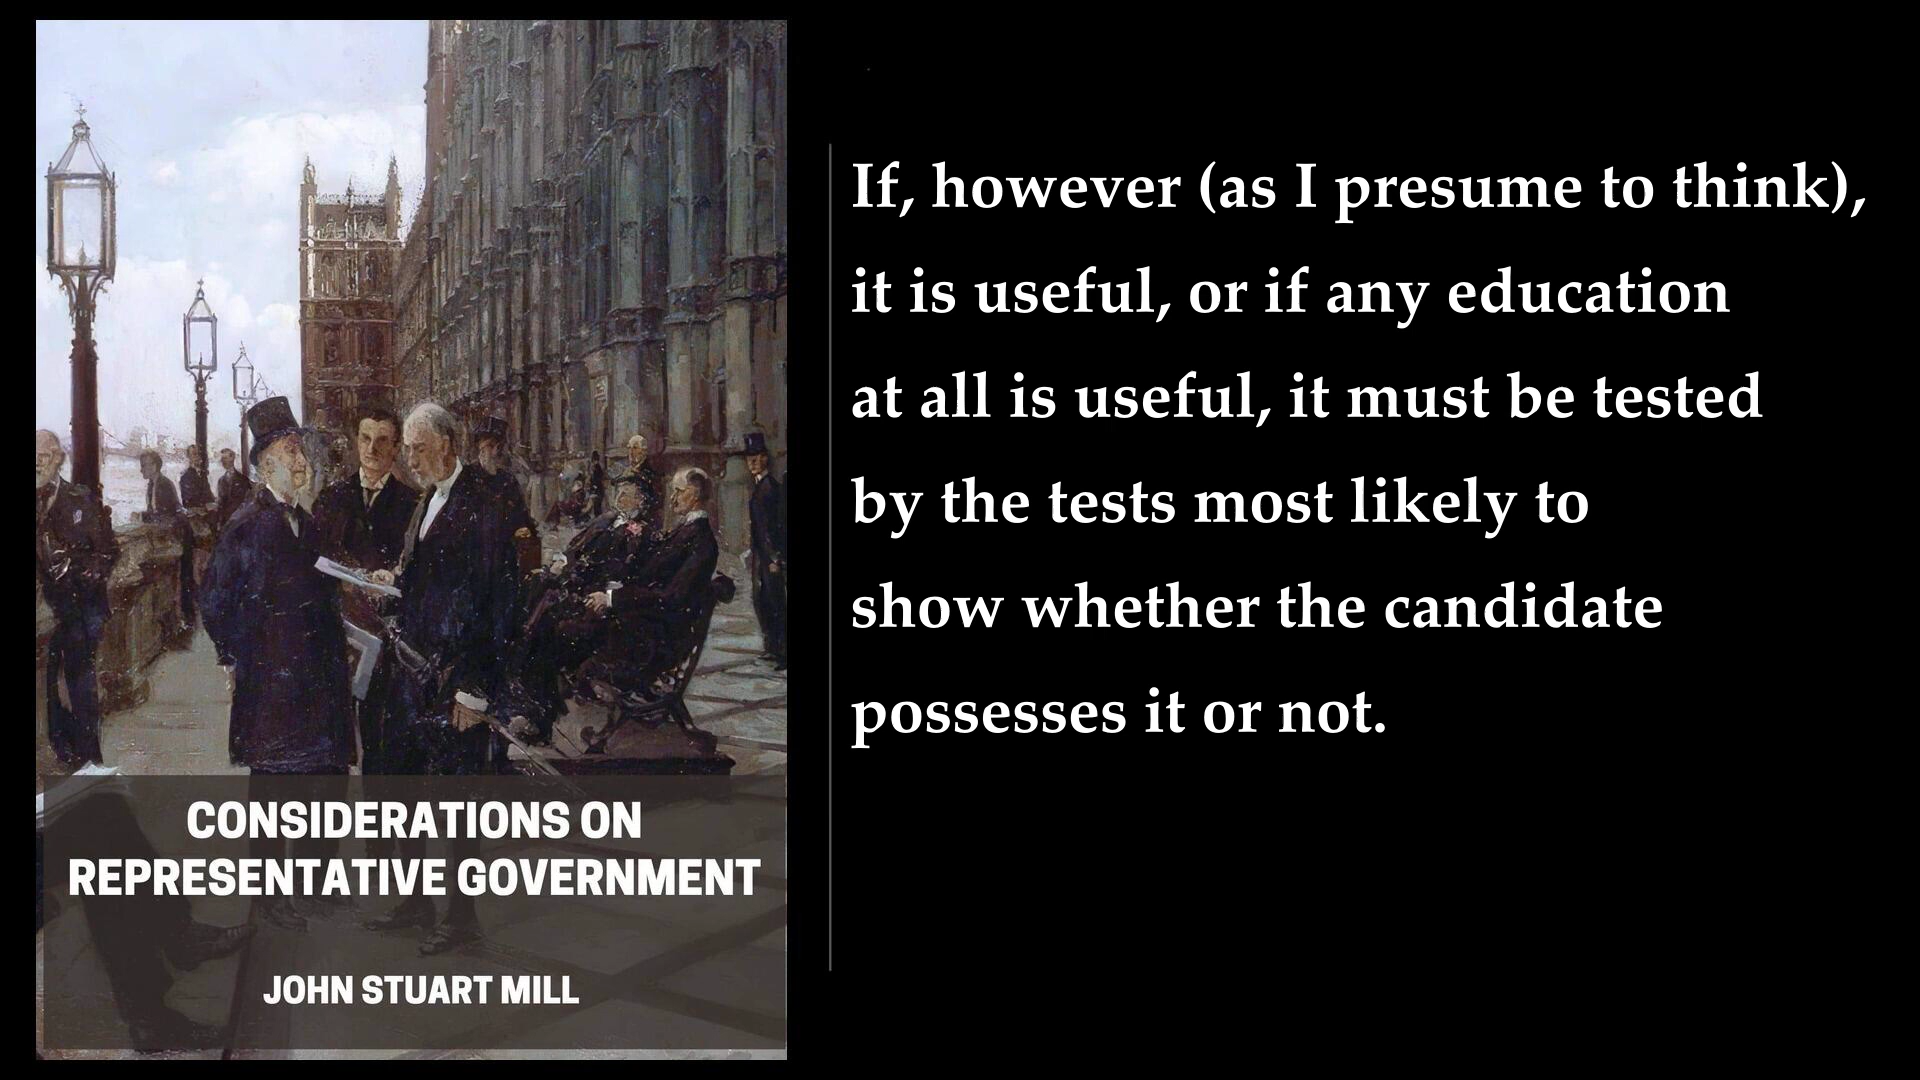 CONSIDERATIONS ON
REPRESENTATIVE GOVERNMENT
JOHN STUART MILL
If, however (as I presume to think),
it is useful, or if any education
at all is useful, it must be tested
by the tests most likely to
show whether the candidate
possesses it or not.